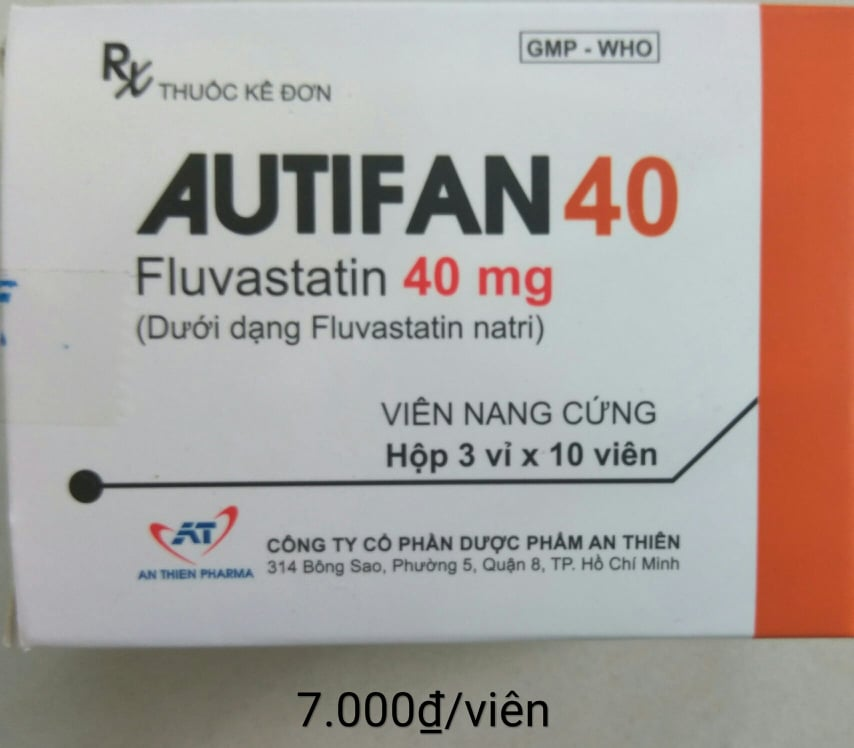 Rx THUỐC KÊ ĐƠN
GMP - WHO
AUTIFAN 40
Fluvastatin 40 mg
(Dưới dạng Fluvastatin natri)
VIÊN NANG CỨNG
Hộp 3 vỉ x 10 viên
AT
AN THIEN PHARMA
CÔNG TY CỔ PHẦN DƯỢC PHẨM AN THIÊN
314 Bông Sao, Phường 5, Quận 8, TP. Hồ Chí Minh
7.000₫/viên